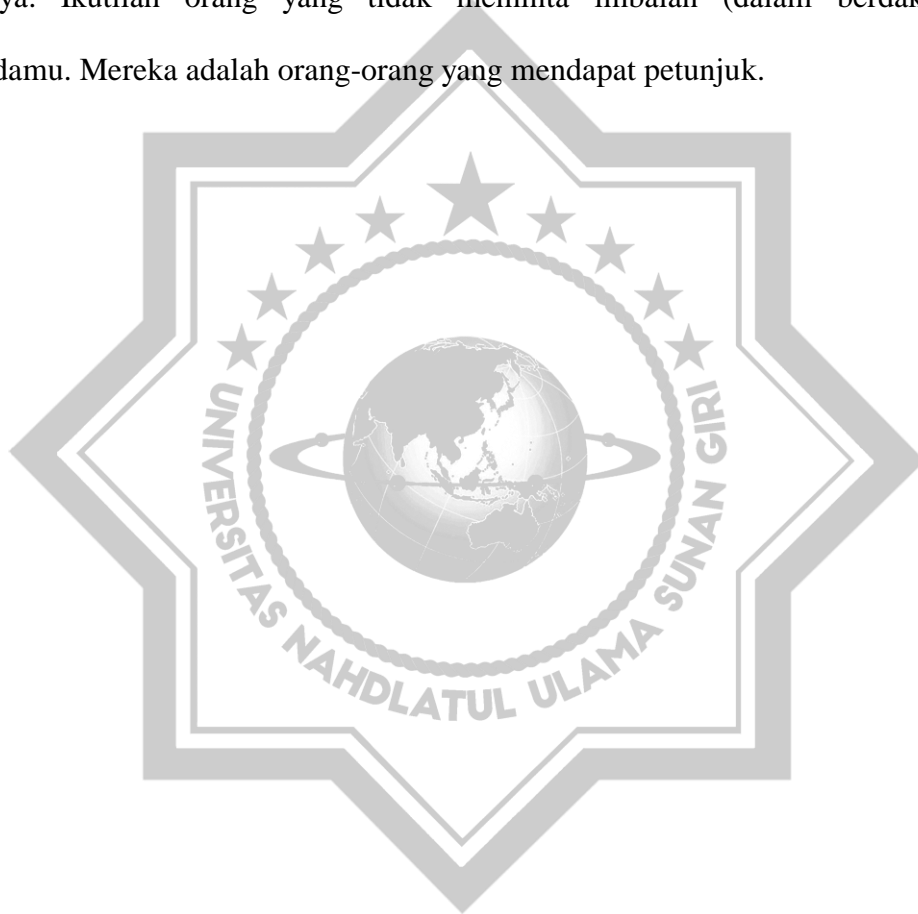 ya. Ikutilah orang yang tidak meminta imbalan (dalam berdak
damu. Mereka adalah orang-orang yang mendapat petunjuk.
UNIVERSITAS NAHDLATUL ULAMA SUNAN GIRI